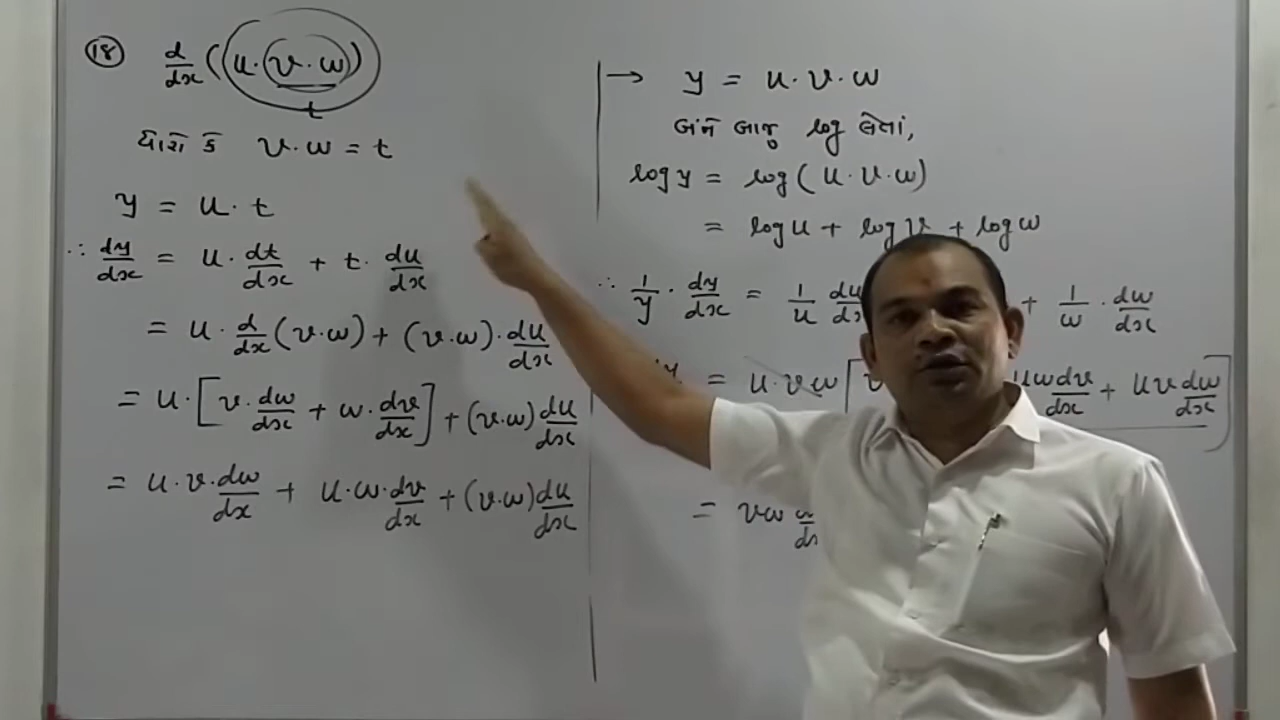 (18) d/dx (u·(v·w))
t
ધારો કે v·w = t
y = u·t
∴ dy/dx = u·dt/dx + t·du/dx
= u·d/dx(v·w) + (v·w)·du/dx
= u·[v·dw/dx + w·dv/dx] + (v·w)du/dx
= u·v·dw/dx + u·w·dv/dx + (v·w)du/dx
→ y = u·v·w
બંને બાજુ log લેતાં,
log y = log(u·v·w)
= log u + log v + log w
∴ 1/y · dy/dx = 1/u du/dx + 1/w · dw/dx
= u·vw [ uw dv/dx + uv dw/dx ]
= vw